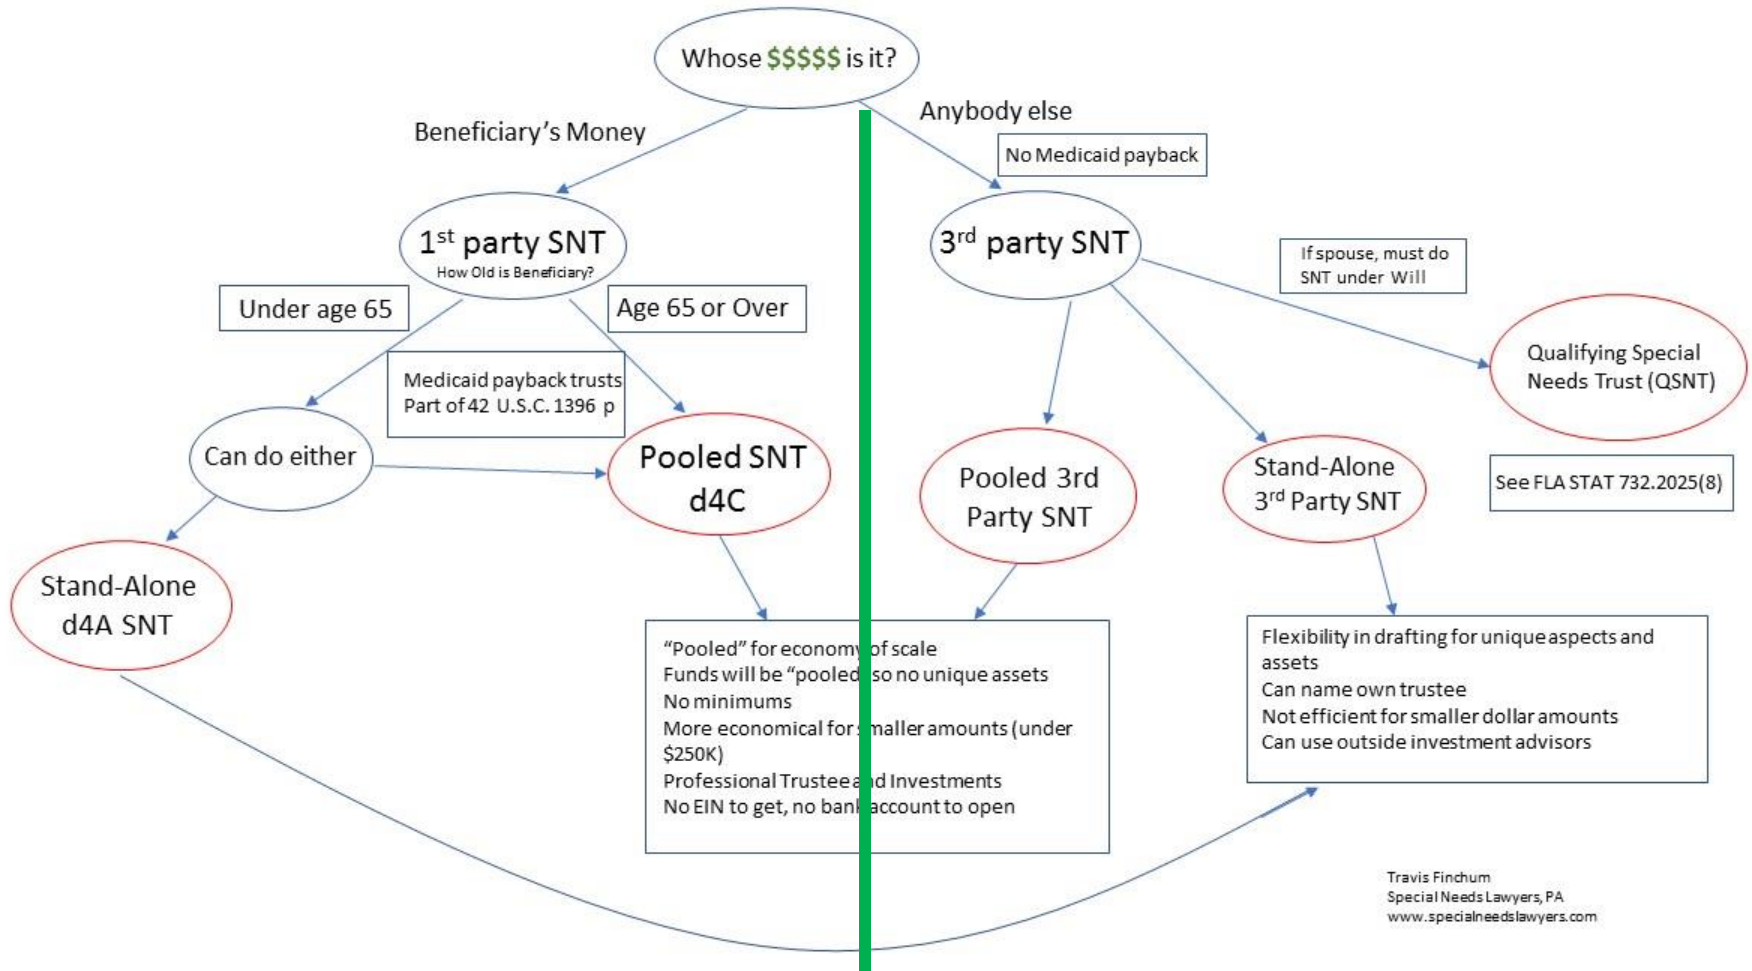 Whose $$$$$ is it?
Beneficiary's Money
Anybody else
No Medicaid payback
1st party SNT
How Old is Beneficiary?
3rd party SNT
If spouse, must do
SNT under Will
Under age 65
Age 65 or Over
Medicaid payback trusts
Part of 42 U.S.C. 1396 p
Qualifying Special
Needs Trust (QSNT)
Can do either
Pooled SNT
d4C
Pooled 3rd
Party SNT
Stand-Alone
3rd Party SNT
See FLA STAT 732.2025(8)
Stand-Alone
d4A SNT
"Pooled" for economy of scale
Funds will be "pooled so no unique assets
No minimums
More economical for smaller amounts (under
$250K)
Professional Trustee and Investments
No EIN to get, no bank account to open
Flexibility in drafting for unique aspects and
assets
Can name own trustee
Not efficient for smaller dollar amounts
Can use outside investment advisors
Travis Finchum
Special Needs Lawyers, PA
www.specialneedslawyers.com